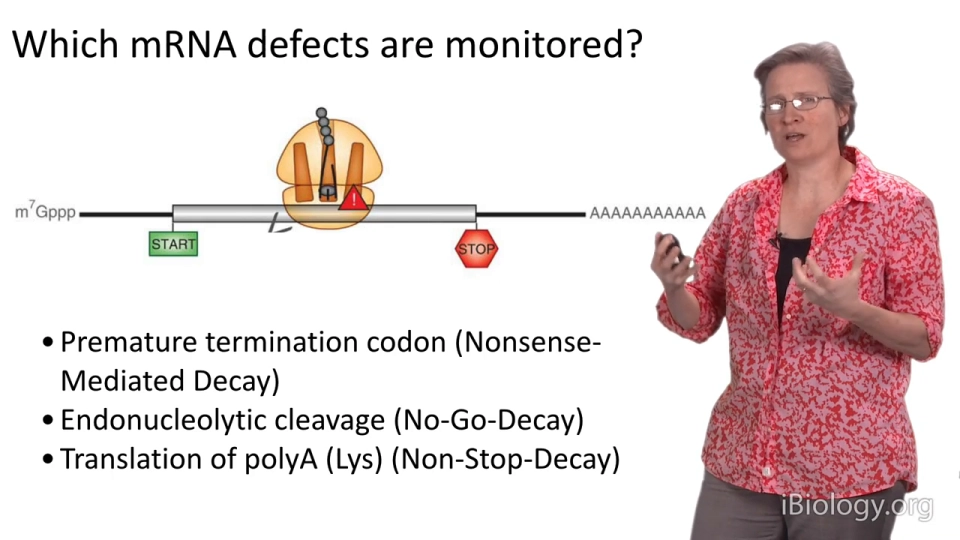 Which mRNA defects are monitored?
m⁷Gppp
!
AAAAAAAAAAA
START
STOP
• Premature termination codon (Nonsense-
Mediated Decay)
• Endonucleolytic cleavage (No-Go-Decay)
• Translation of polyA (Lys) (Non-Stop-Decay)
iBiology.org